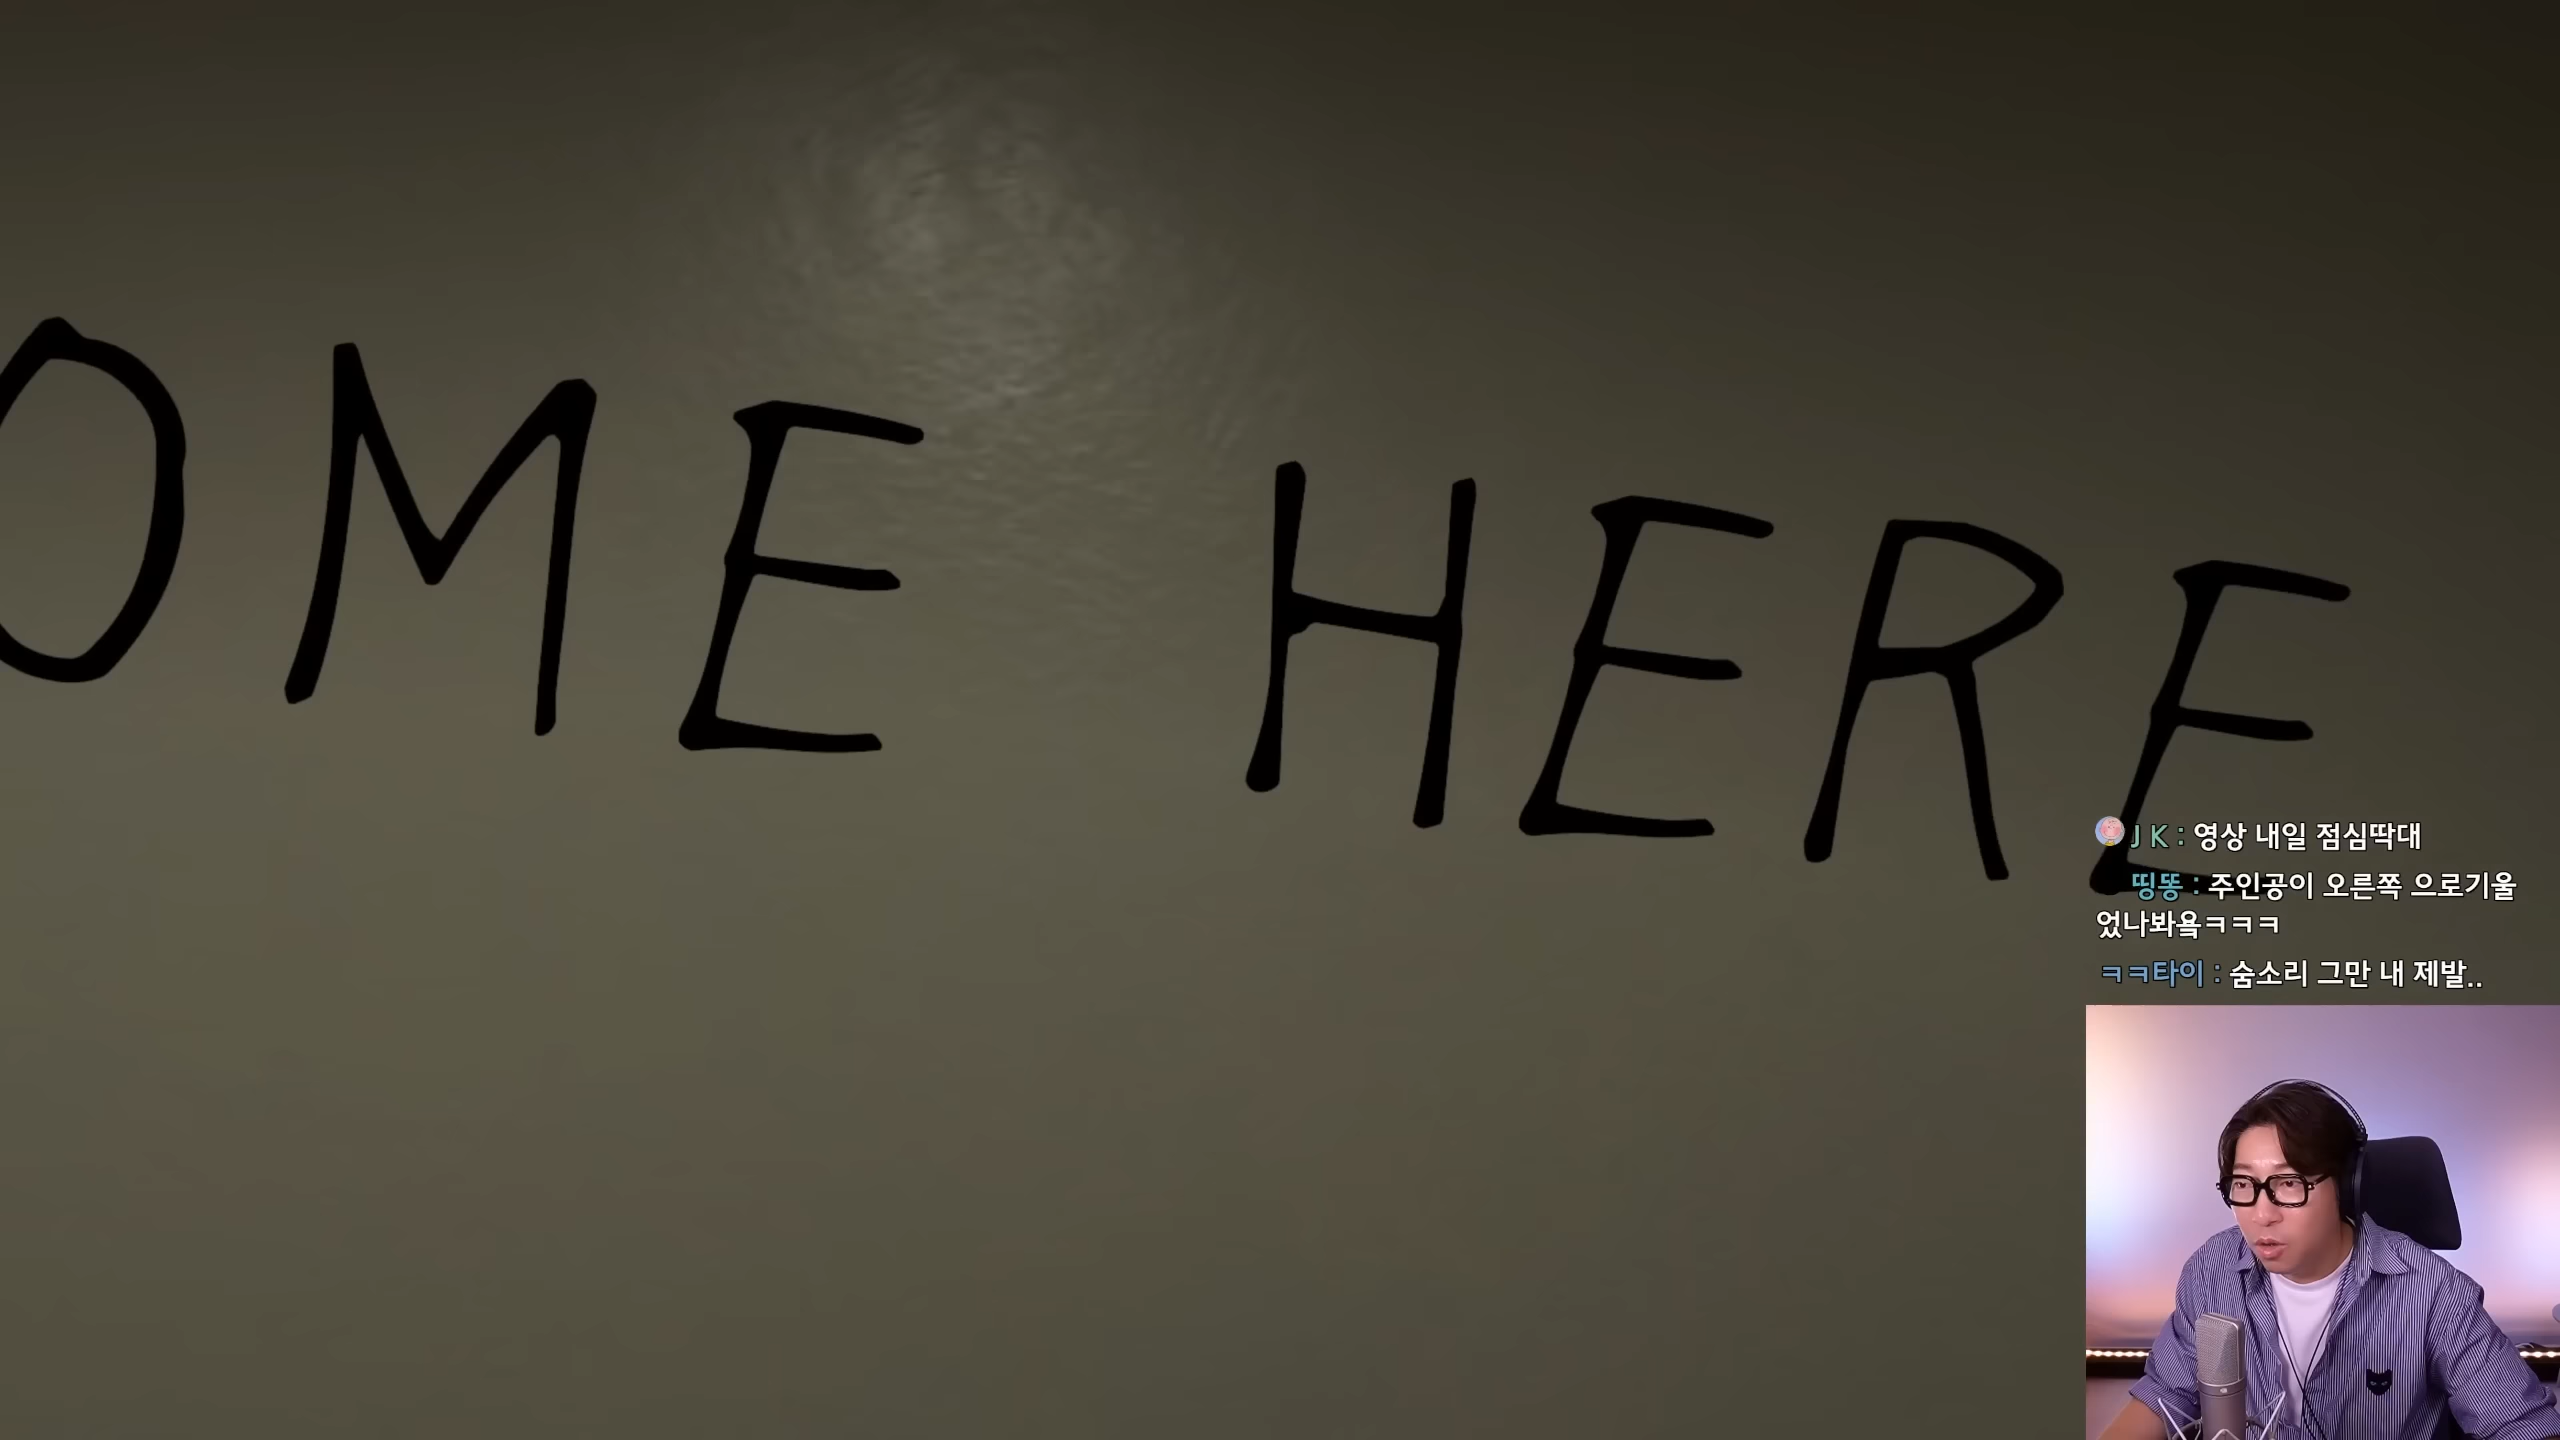 OME HERE
J K : 영상 내일 점심딱대
띵똥 : 주인공이 오른쪽 으로기울
었나봐욬ㅋㅋㅋ
ㅋㅋ타이 : 숨소리 그만 내 제발..